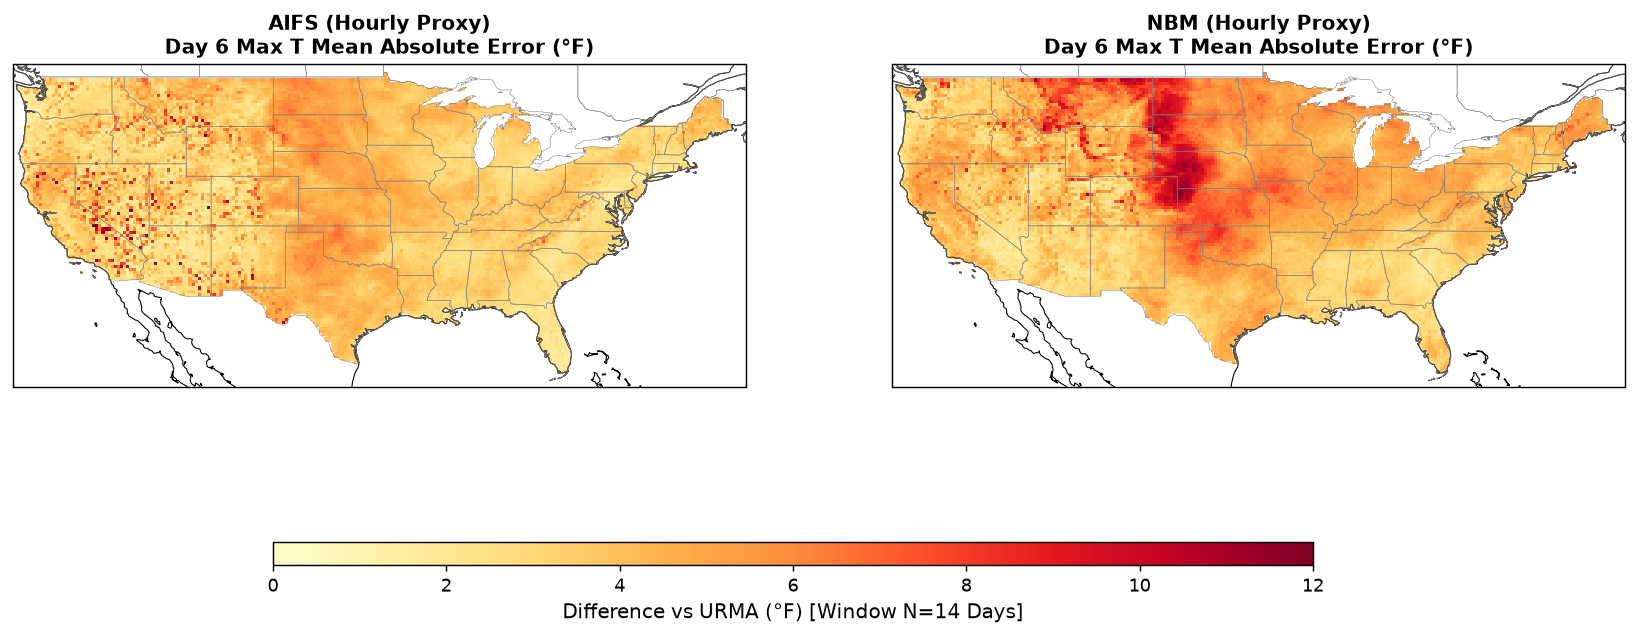 AIFS (Hourly Proxy)
Day 6 Max T Mean Absolute Error (°F)
NBM (Hourly Proxy)
Day 6 Max T Mean Absolute Error (°F)
0 2 4 6 8 10 12
Difference vs URMA (°F) [Window N=14 Days]